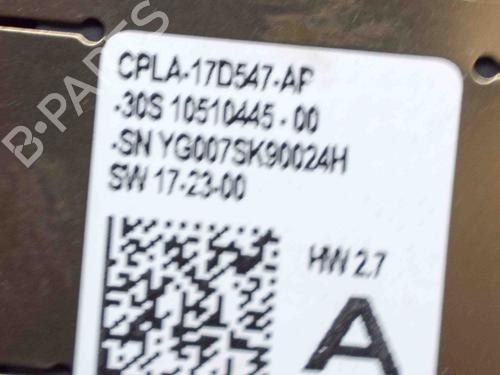 B-PARTS
CPLA-17D547-AP
-30S 10510445-00
-SN YG007SK90024H
SW 17-23-00
HW 2.7
A